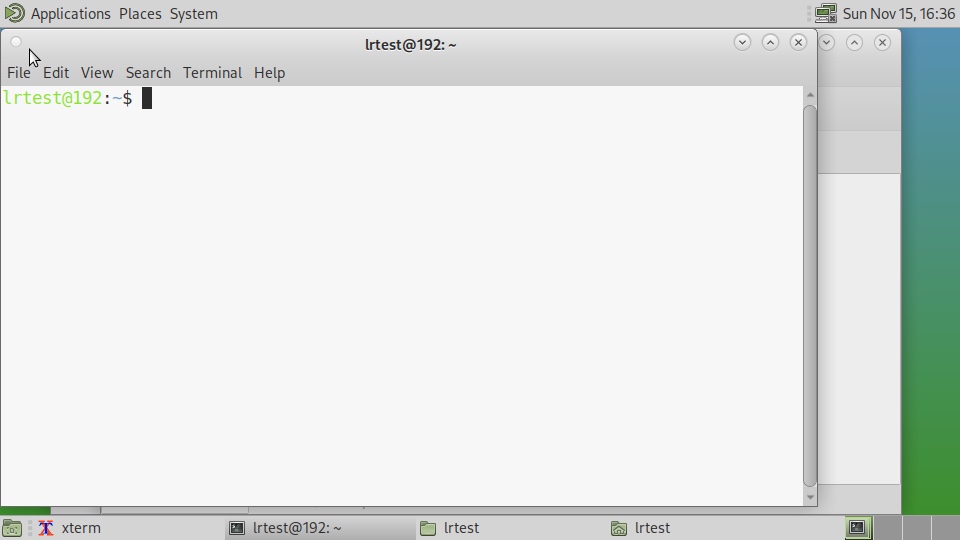 Applications Places System Sun Nov 15, 16:36
lrtest@192: ~
File Edit View Search Terminal Help
lrtest@192:~$
xterm lrtest@192: ~ lrtest lrtest